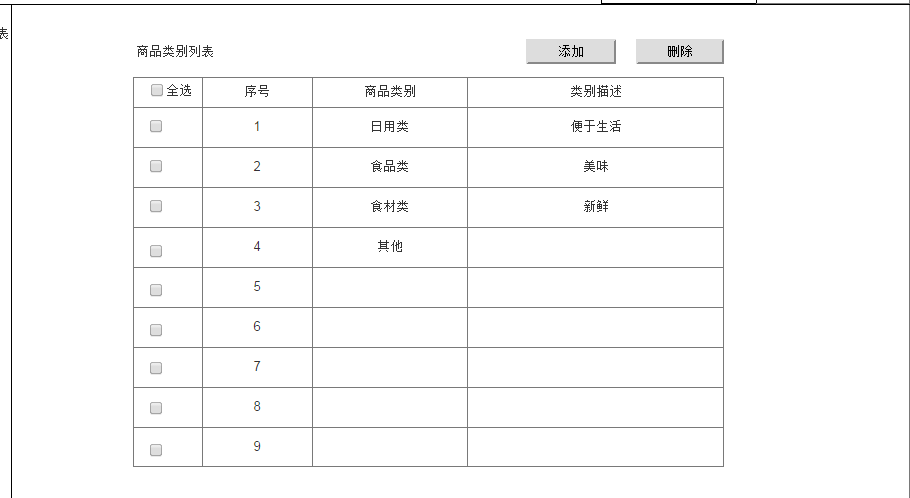 表
商品类别列表 添加 删除
全选 序号 商品类别 类别描述
1 日用类 便于生活
2 食品类 美味
3 食材类 新鲜
4 其他
5
6
7
8
9